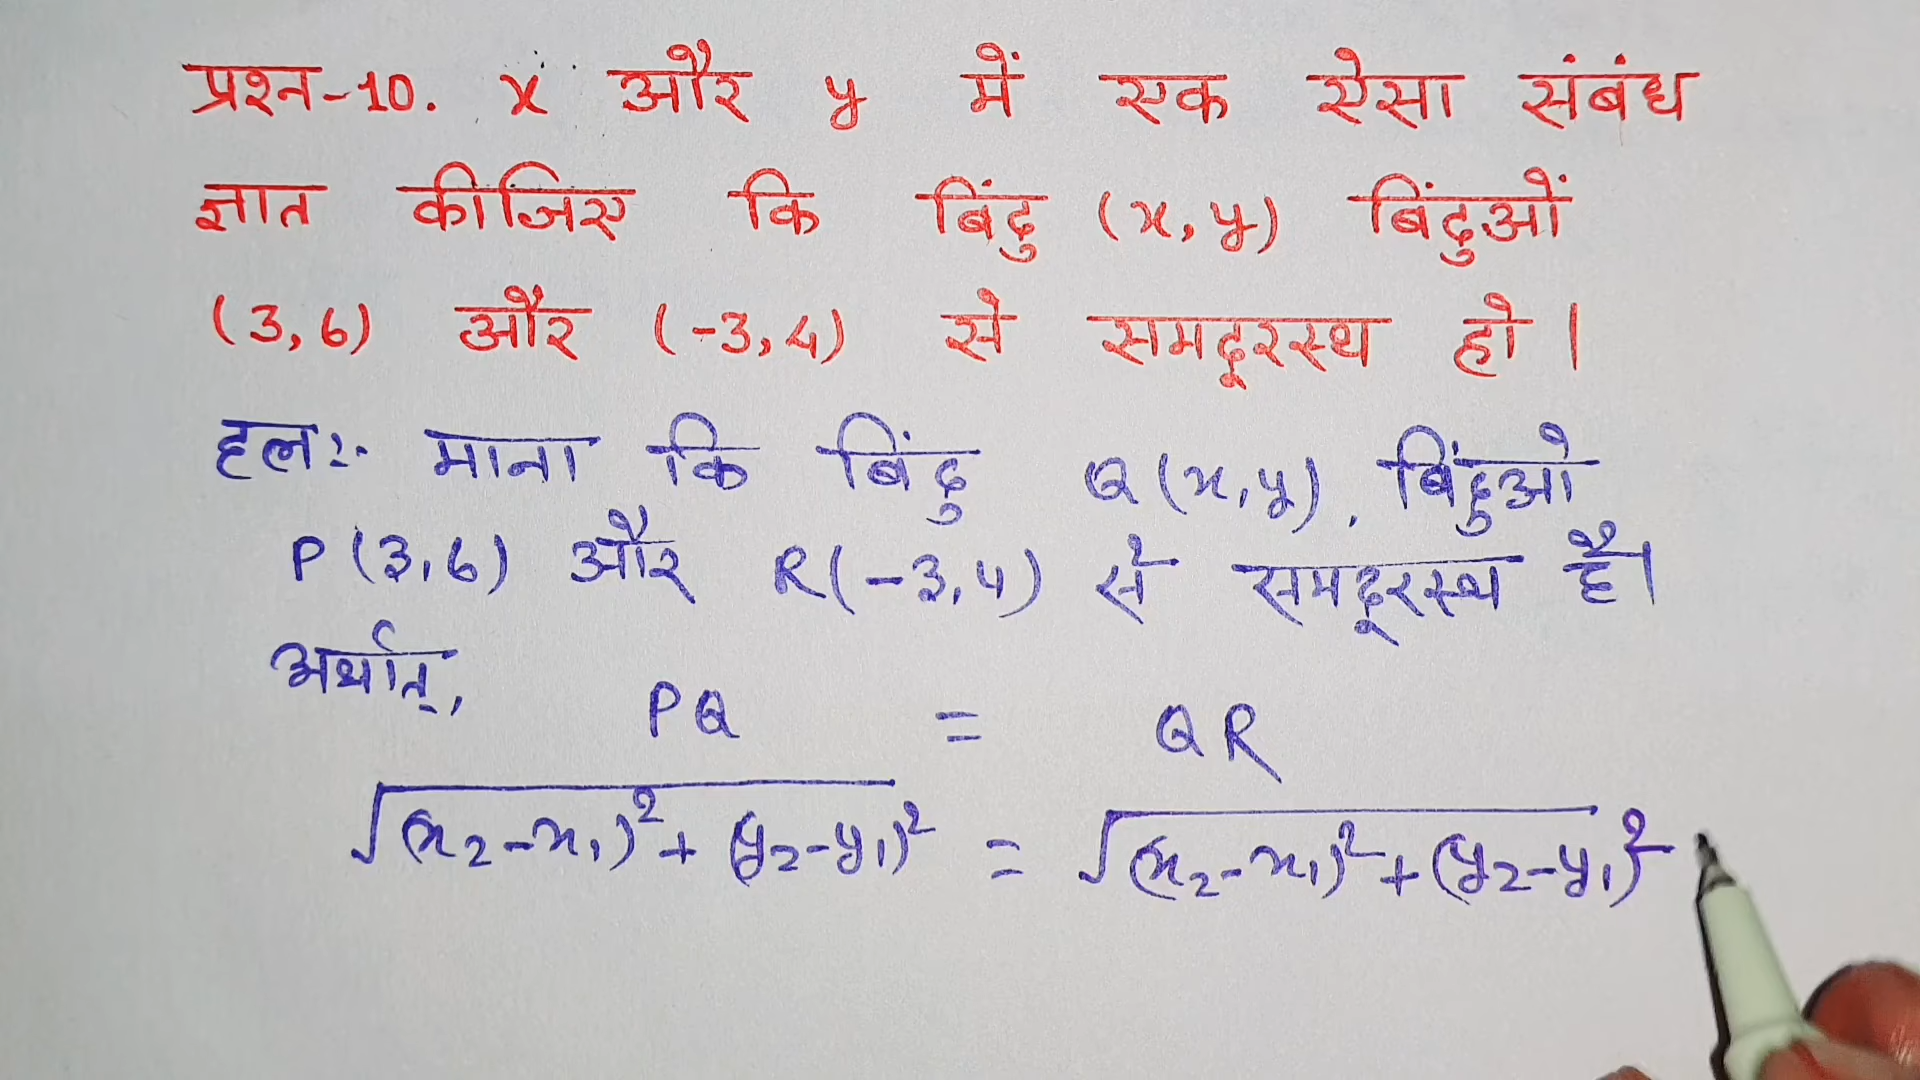 प्रश्न-10. x और y में एक ऐसा संबंध
ज्ञात कीजिए कि बिंदु (x,y) बिंदुओं
(3,6) और (-3,4) से समदूरस्थ हो।
हलः- माना कि बिंदु Q(x,y), बिंदुओ
P(3,6) और R(-3,4) से समदूरस्थ है।
अर्थात्,
PQ = QR
√(x₂-x₁)²+(y₂-y₁)² = √(x₂-x₁)²+(y₂-y₁)²